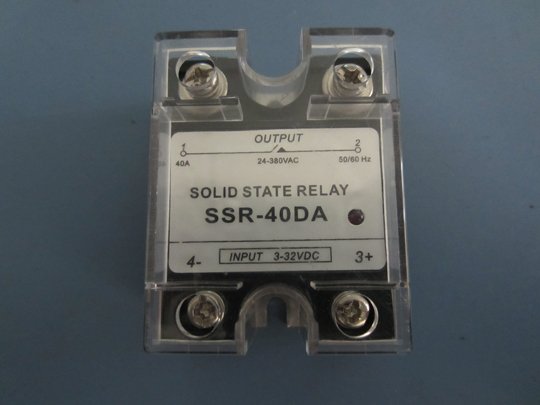 OUTPUT
1 2
40A 24-380VAC 50/60 Hz
SOLID STATE RELAY
SSR-40DA
4- INPUT 3-32VDC 3+